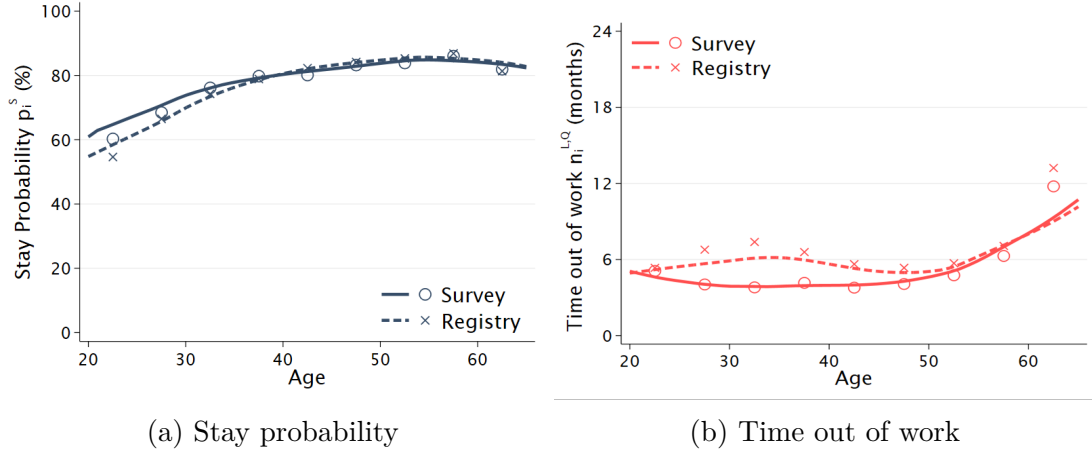 100
80
60
40
20
0
Stay Probability p_i^S (%)
Survey
Registry
20 30 40 50 60
Age
(a) Stay probability
24
18
12
6
0
Time out of work n_i^{L,Q} (months)
Survey
Registry
20 30 40 50 60
Age
(b) Time out of work